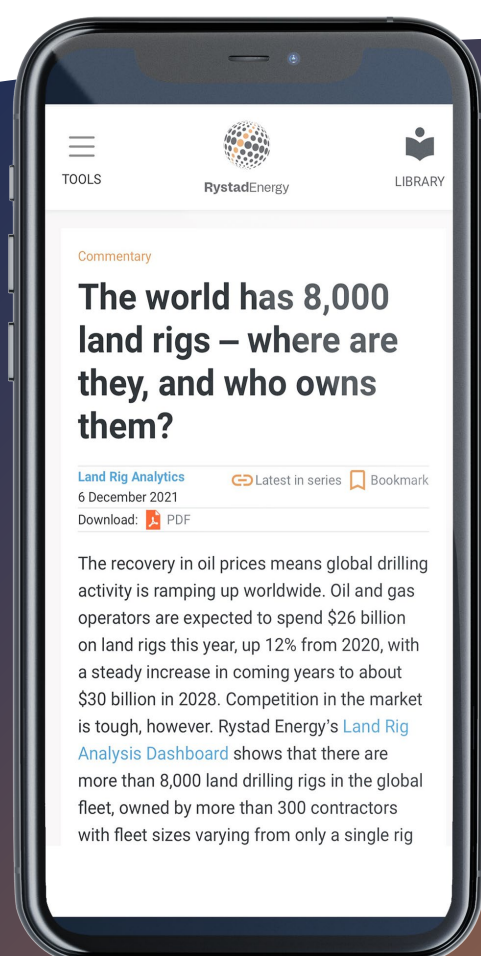 TOOLS
RystadEnergy
LIBRARY
Commentary
The world has 8,000
land rigs – where are
they, and who owns
them?
Land Rig Analytics
Latest in series
Bookmark
6 December 2021
Download: PDF
The recovery in oil prices means global drilling
activity is ramping up worldwide. Oil and gas
operators are expected to spend $26 billion
on land rigs this year, up 12% from 2020, with
a steady increase in coming years to about
$30 billion in 2028. Competition in the market
is tough, however. Rystad Energy’s Land Rig
Analysis Dashboard shows that there are
more than 8,000 land drilling rigs in the global
fleet, owned by more than 300 contractors
with fleet sizes varying from only a single rig